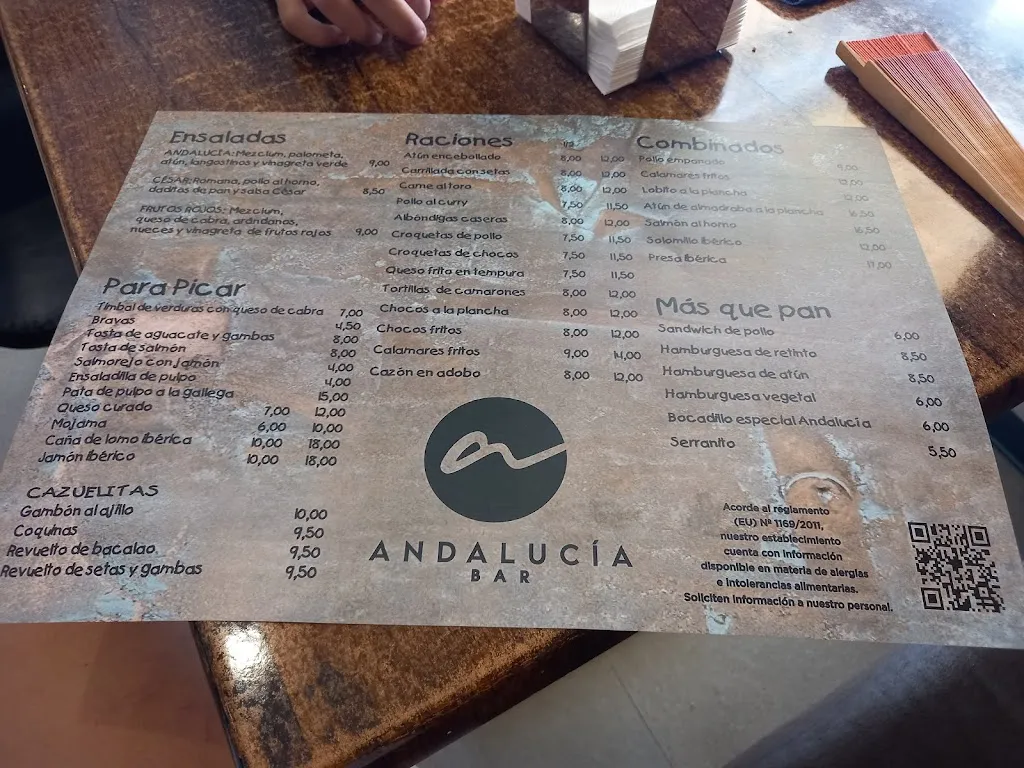 Ensaladas
ANDALUCÍA: Mezclum, palometa,
atún, langostinos y vinagreta verde 9,00
CÉSAR: Romana, pollo al horno,
daditos de pan y salsa César 8,50
FRUTOS ROJOS: Mezclum,
queso de cabra, arándanos,
nueces y vinagreta de frutos rojos 9,00
Para Picar
Timbal de verduras con queso de cabra 7,00
Bravas 4,50
Tosta de aguacate y gambas 8,00
Tosta de salmón 8,00
Salmorejo con jamón 4,00
Ensaladilla de pulpo 4,00
Pata de pulpo a la gallega 15,00
Queso curado 7,00 12,00
Mojama 6,00 10,00
Caña de lomo ibérica 10,00 18,00
Jamón ibérico 10,00 18,00
CAZUELITAS
Gambón al ajillo 10,00
Coquinas 9,50
Revuelto de bacalao 9,50
Revuelto de setas y gambas 9,50
Raciones
Atún encebollado 8,00 12,00
Carrillada con setas 8,00 12,00
Carne al toro 8,00 12,00
Pollo al curry 7,50 11,50
Albóndigas caseras 8,00 12,00
Croquetas de pollo 7,50 11,50
Croquetas de chocos 7,50 11,50
Queso frito en tempura 7,50 11,50
Tortillas de camarones 8,00 12,00
Chocos a la plancha 8,00 12,00
Chocos fritos 8,00 12,00
Calamares fritos 9,00 14,00
Cazón en adobo 8,00 12,00
ANDALUCÍA
BAR
Combinados
Pollo empanado 9,00
Calamares fritos 12,00
Lobito a la plancha 12,00
Atún de almadraba a la plancha 16,50
Salmón al horno 16,50
Solomillo ibérico 12,00
Presa ibérica
Más que pan
Sandwich de pollo 6,00
Hamburguesa de retinto 8,50
Hamburguesa de atún 8,50
Hamburguesa vegetal 6,00
Bocadillo especial Andalucía 6,00
Serranito 5,50
Acorde al reglamento
(EU) Nº 1169/2011,
nuestro establecimiento
cuenta con información
disponible en materia de alergias
e intolerancias alimentarias.
Soliciten información a nuestro personal.